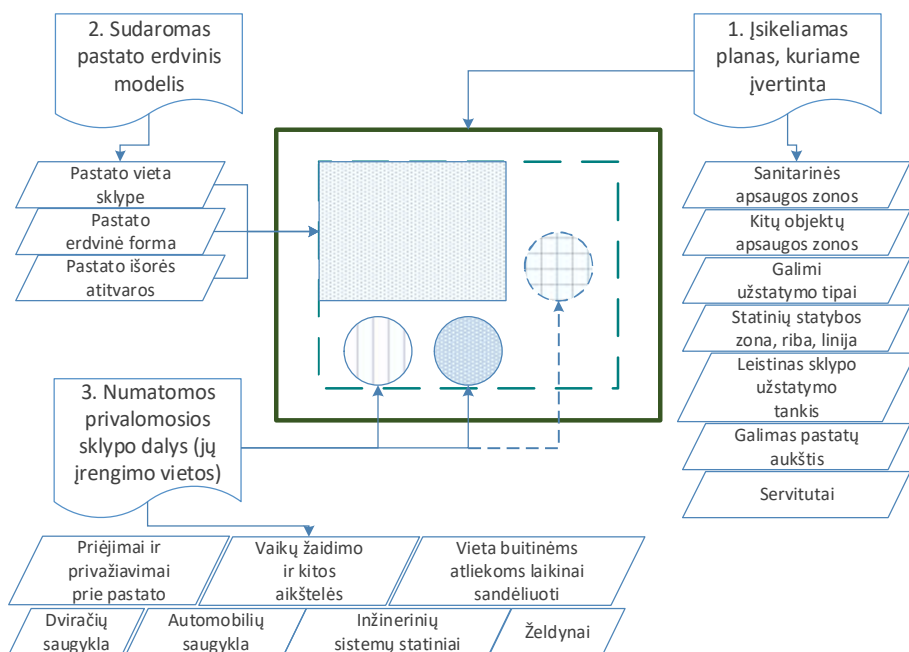 2. Sudaromas
pastato erdvinis
modelis
1. Įsikeliamas
planas, kuriame
įvertinta
Pastato vieta
sklype
Pastato
erdvinė forma
Pastato išorės
atitvaros
Sanitarinės
apsaugos zonos
Kitų objektų
apsaugos zonos
Galimi
užstatymo tipai
Statinių statybos
zona, riba, linija
Leistinas sklypo
užstatymo
tankis
Galimas pastatų
aukštis
Servitutai
3. Numatomos
privalomosios
sklypo dalys (jų
įrengimo vietos)
Priėjimai ir
privažiavimai
prie pastato
Vaikų žaidimo
ir kitos
aikštelės
Vieta buitinėms
atliekoms laikinai
sandėliuoti
Dviračių
saugykla
Automobilių
saugykla
Inžinerinių
sistemų statiniai
Želdynai